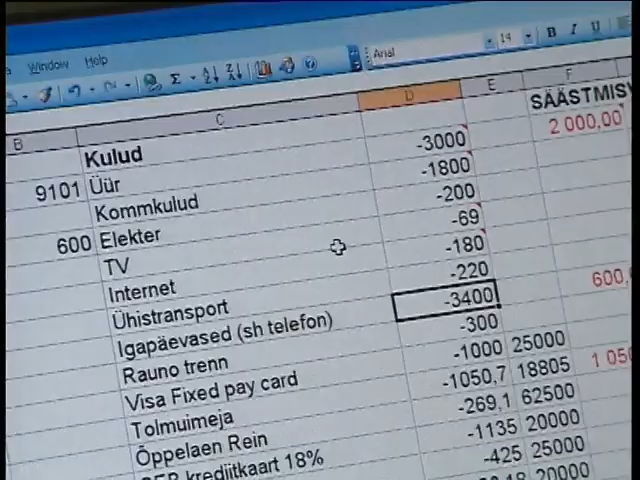 Window Help
Arial 14 B I U
B C D E F
Kulud SÄÄSTMISV
9101 Üür -3000 2 000,00
Kommkulud -1800
600 Elekter -200
TV -69
Internet -180
Ühistransport -220
Igapäevased (sh telefon) -3400 600,
Rauno trenn -300
Visa Fixed pay card -1000 25000
Tolmuimeja -1050,7 18805 1 05
Õppelaen Rein -269,1 62500
krediitkaart 18% -1135 20000
-425 25000
20000